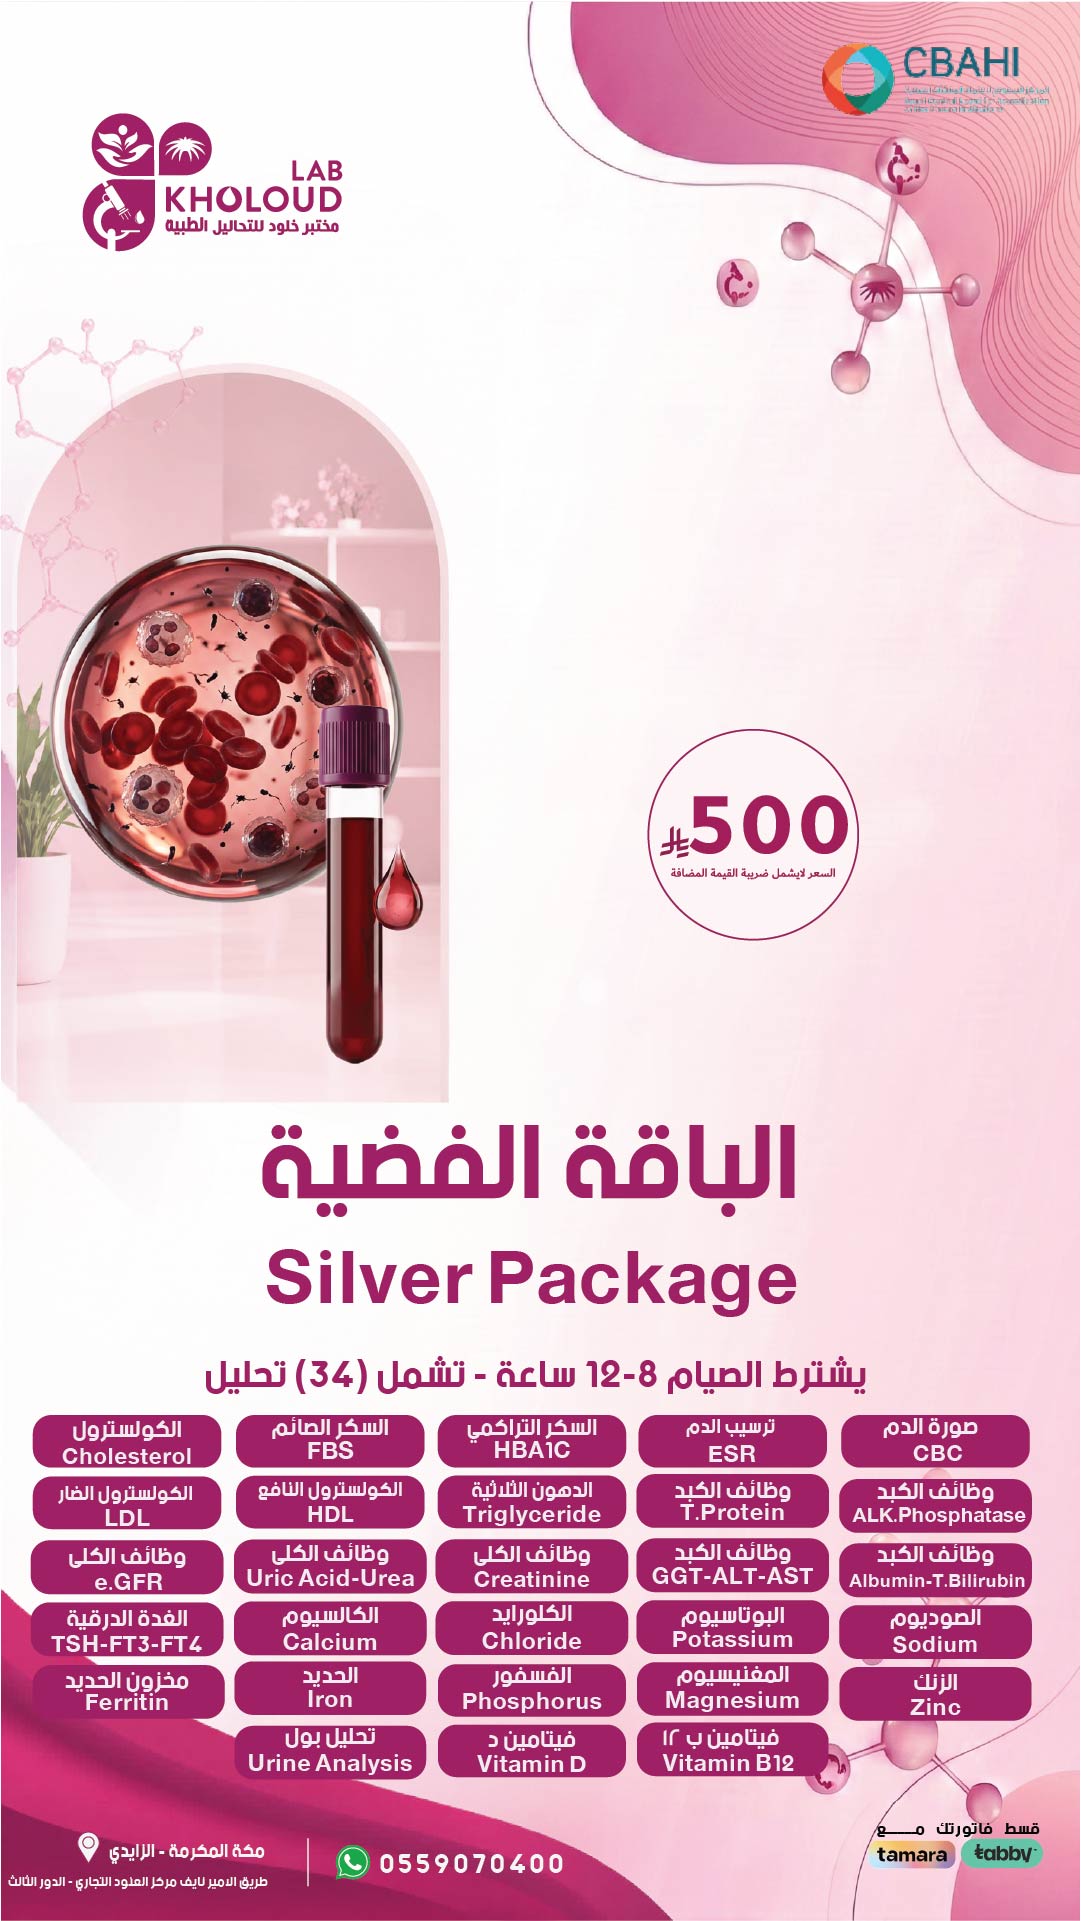 CBAHI
LAB
KHOLOUD
مختبر خلود للتحاليل الطبية
500
السعر لايشمل ضريبة القيمة المضافة
الباقة الفضية
Silver Package
يشترط الصيام 8-12 ساعة - تشمل (34) تحليل
صورة الدم
CBC
ترسيب الدم
ESR
السكر التراكمي
HBA1C
السكر الصائم
FBS
الكولسترول
Cholesterol
وظائف الكبد
ALK.Phosphatase
وظائف الكبد
T.Protein
الدهون الثلاثية
Triglyceride
الكولسترول النافع
HDL
الكولسترول الضار
LDL
وظائف الكبد
Albumin-T.Bilirubin
وظائف الكبد
GGT-ALT-AST
وظائف الكلى
Creatinine
وظائف الكلى
Uric Acid-Urea
وظائف الكلى
e.GFR
الصوديوم
Sodium
البوتاسيوم
Potassium
الكلورايد
Chloride
الكالسيوم
Calcium
الغدة الدرقية
TSH-FT3-FT4
الزنك
Zinc
المغنيسيوم
Magnesium
الفسفور
Phosphorus
الحديد
Iron
مخزون الحديد
Ferritin
فيتامين ب ١٢
Vitamin B12
فيتامين د
Vitamin D
تحليل بول
Urine Analysis
قسط فاتورتك مــع
tamara tabby
0559070400
مكة المكرمة - الزايدي
طريق الامير نايف مركز العنود التجاري - الدور الثالث